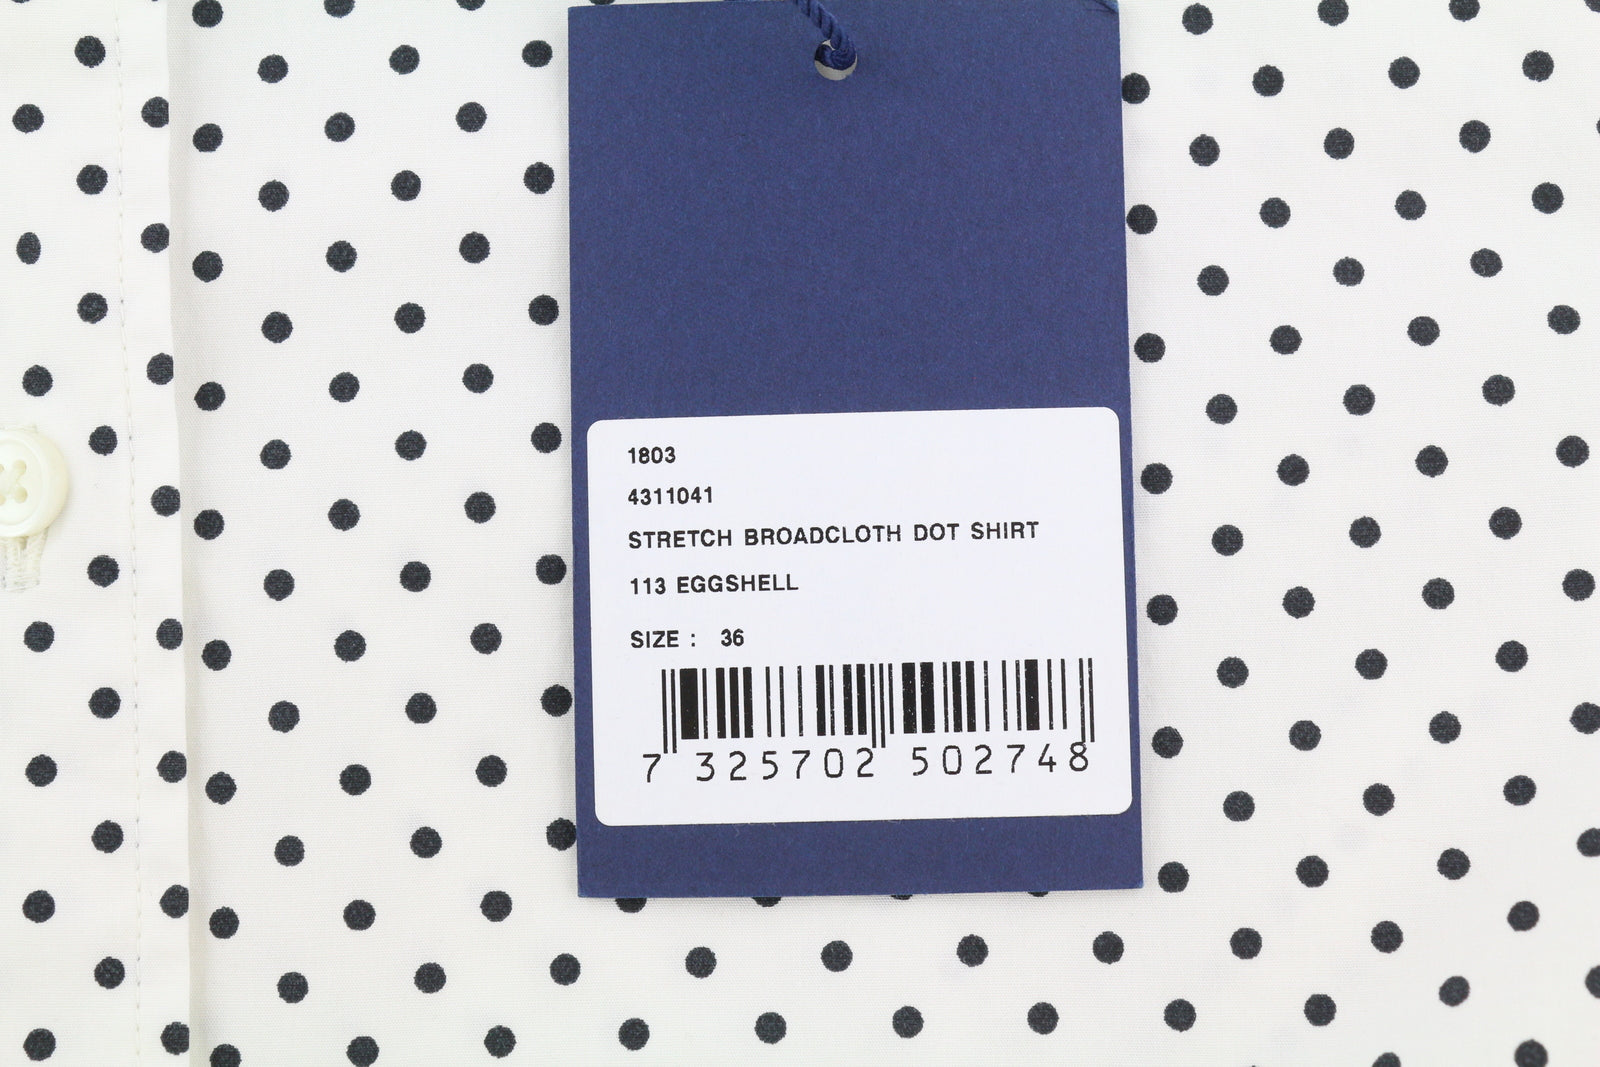 1803
4311041
STRETCH BROADCLOTH DOT SHIRT
113 EGGSHELL
SIZE : 36
7 325702 502748